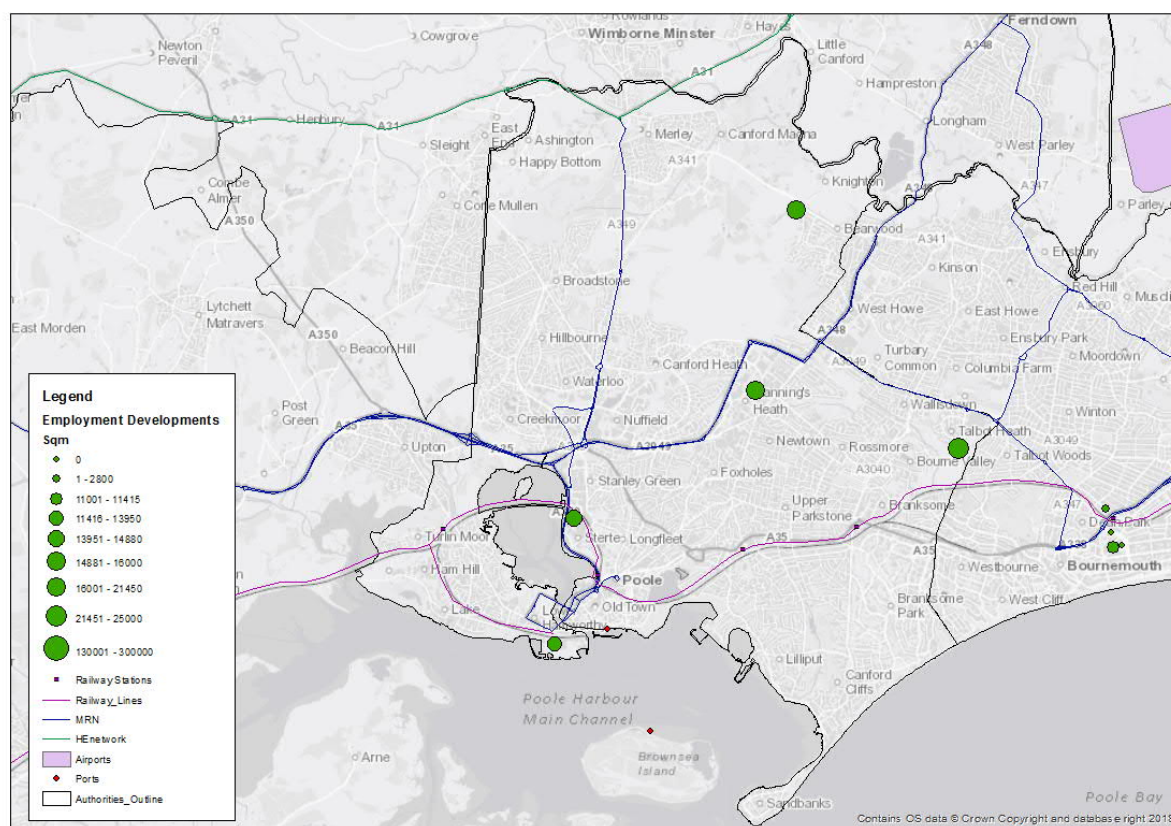 Newton
Peveril
Cowgrove
Rowlands
Wimborne Minster
Hayes
Little
Canford
Ferndown
A348
A31
Hampreston
Longham
West Parley
A347
Parley
A31
Henbury
A31
East
End
Ashington
Happy Bottom
Sleight
Merley
Canford Magna
A341
Knighton
Combe
Almer
Corfe Mullen
A350
A349
Bearwood
A341
Kinson
Ensbury
Red Hill
Broadstone
West Howe
East Howe
Lytchett
Matravers
East Morden
A350
Beacon Hill
Hillbourne
Canford Heath
A348
A3049
Turbary
Common
Ensbury Park
Moordown
Columbia Farm
Waterloo
Wallisdown
Winton
Post
Green
Creekmoor
Nuffield
A35
Upton
A35
A3049
Newtown
Rossmore
Talbot Heath
A3049
Talbot Woods
Bourne Valley
A3040
Foxholes
Stanley Green
Upper
Parkstone
Branksome
A347
Turlin Moor
Sterte
Longfleet
A35
A35
Ham Hill
Poole
Westbourne
Bournemouth
Lake
Old Town
Branksome
Park
West Cliff
Lilliput
Canford
Cliffs
Poole Harbour
Main Channel
Brownsea
Island
Arne
Sandbanks
Poole Bay
Legend
Employment Developments
Sqm
0
1 - 2800
11001 - 11415
11416 - 13950
13951 - 14880
14881 - 16000
16001 - 21450
21451 - 25000
130001 - 300000
Railway Stations
Railway_Lines
MRN
HEnetwork
Airports
Ports
Authorities_Outline
Contains OS data © Crown Copyright and database right 2018